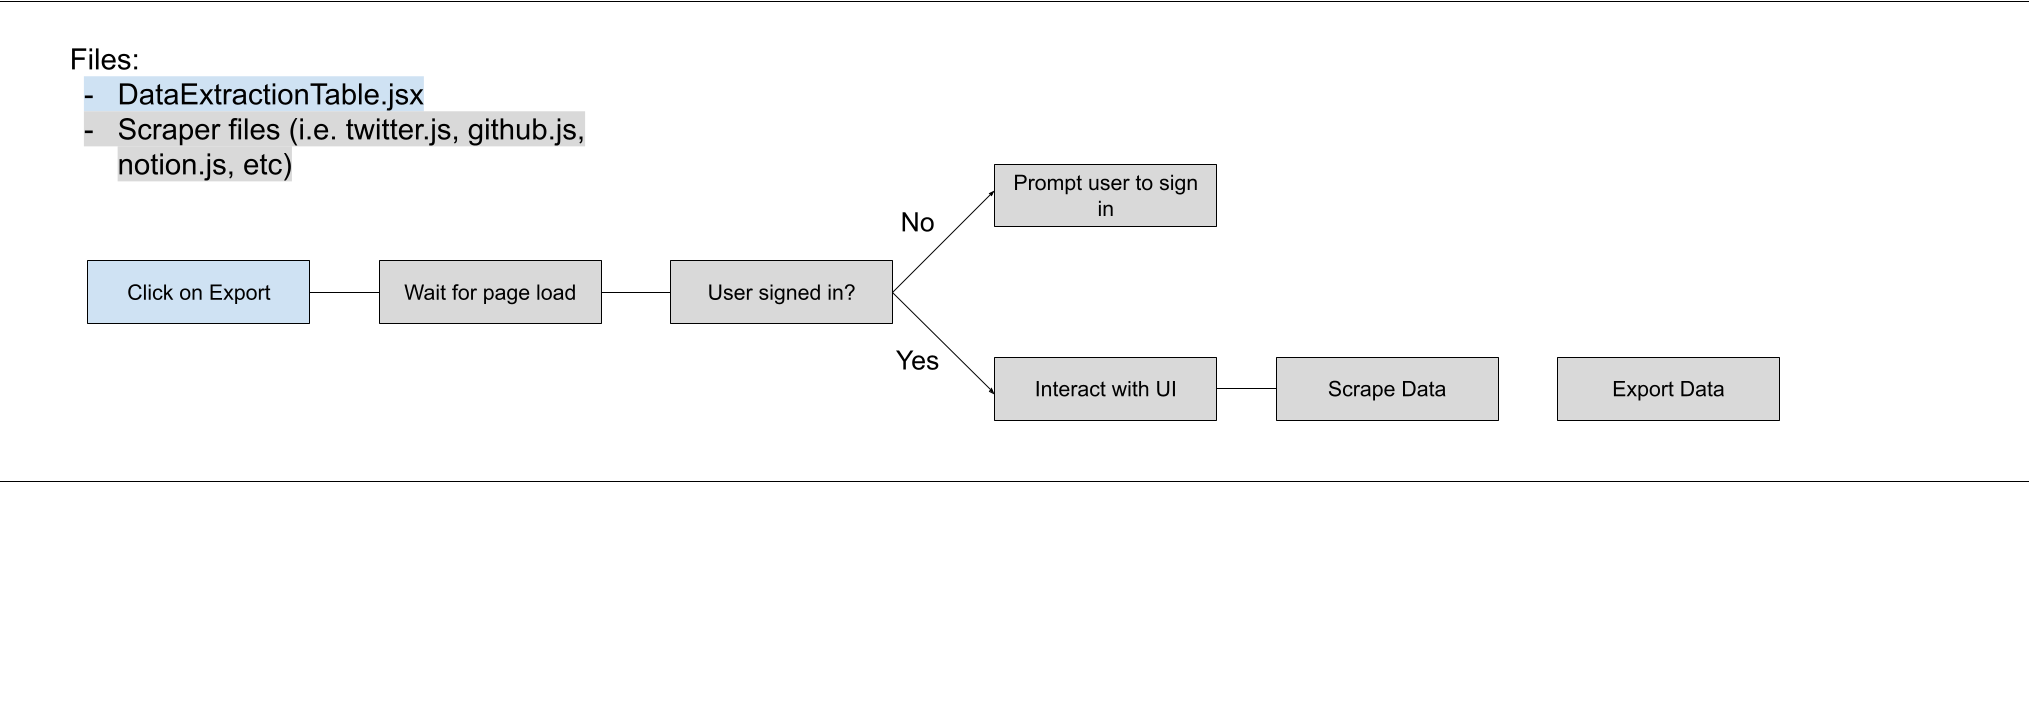 Files:
- DataExtractionTable.jsx
- Scraper files (i.e. twitter.js, github.js,
notion.js, etc)
Prompt user to sign
in
No
Click on Export
Wait for page load
User signed in?
Yes
Interact with UI
Scrape Data
Export Data